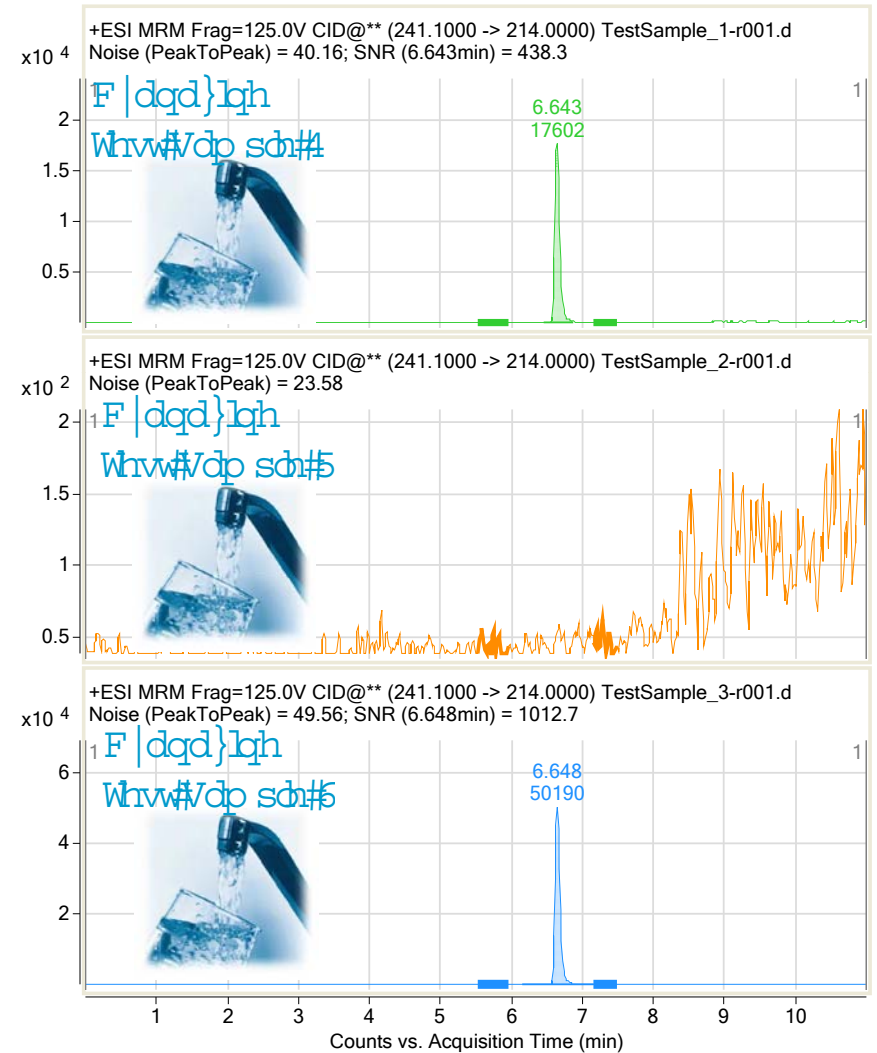 +ESI MRM Frag=125.0V CID@** (241.1000 -> 214.0000) TestSample_1-r001.d
Noise (PeakToPeak) = 40.16; SNR (6.643min) = 438.3
x10 4
F|dqd}lqh
Whvw#Vdp soh#4
1
1
6.643
17602
2
1.5
1
0.5
+ESI MRM Frag=125.0V CID@** (241.1000 -> 214.0000) TestSample_2-r001.d
Noise (PeakToPeak) = 23.58
x10 2
F|dqd}lqh
Whvw#Vdp soh#5
1
1
2
1.5
1
0.5
+ESI MRM Frag=125.0V CID@** (241.1000 -> 214.0000) TestSample_3-r001.d
Noise (PeakToPeak) = 49.56; SNR (6.648min) = 1012.7
x10 4
F|dqd}lqh
Whvw#Vdp soh#6
1
1
6.648
50190
6
4
2
1 2 3 4 5 6 7 8 9 10
Counts vs. Acquisition Time (min)